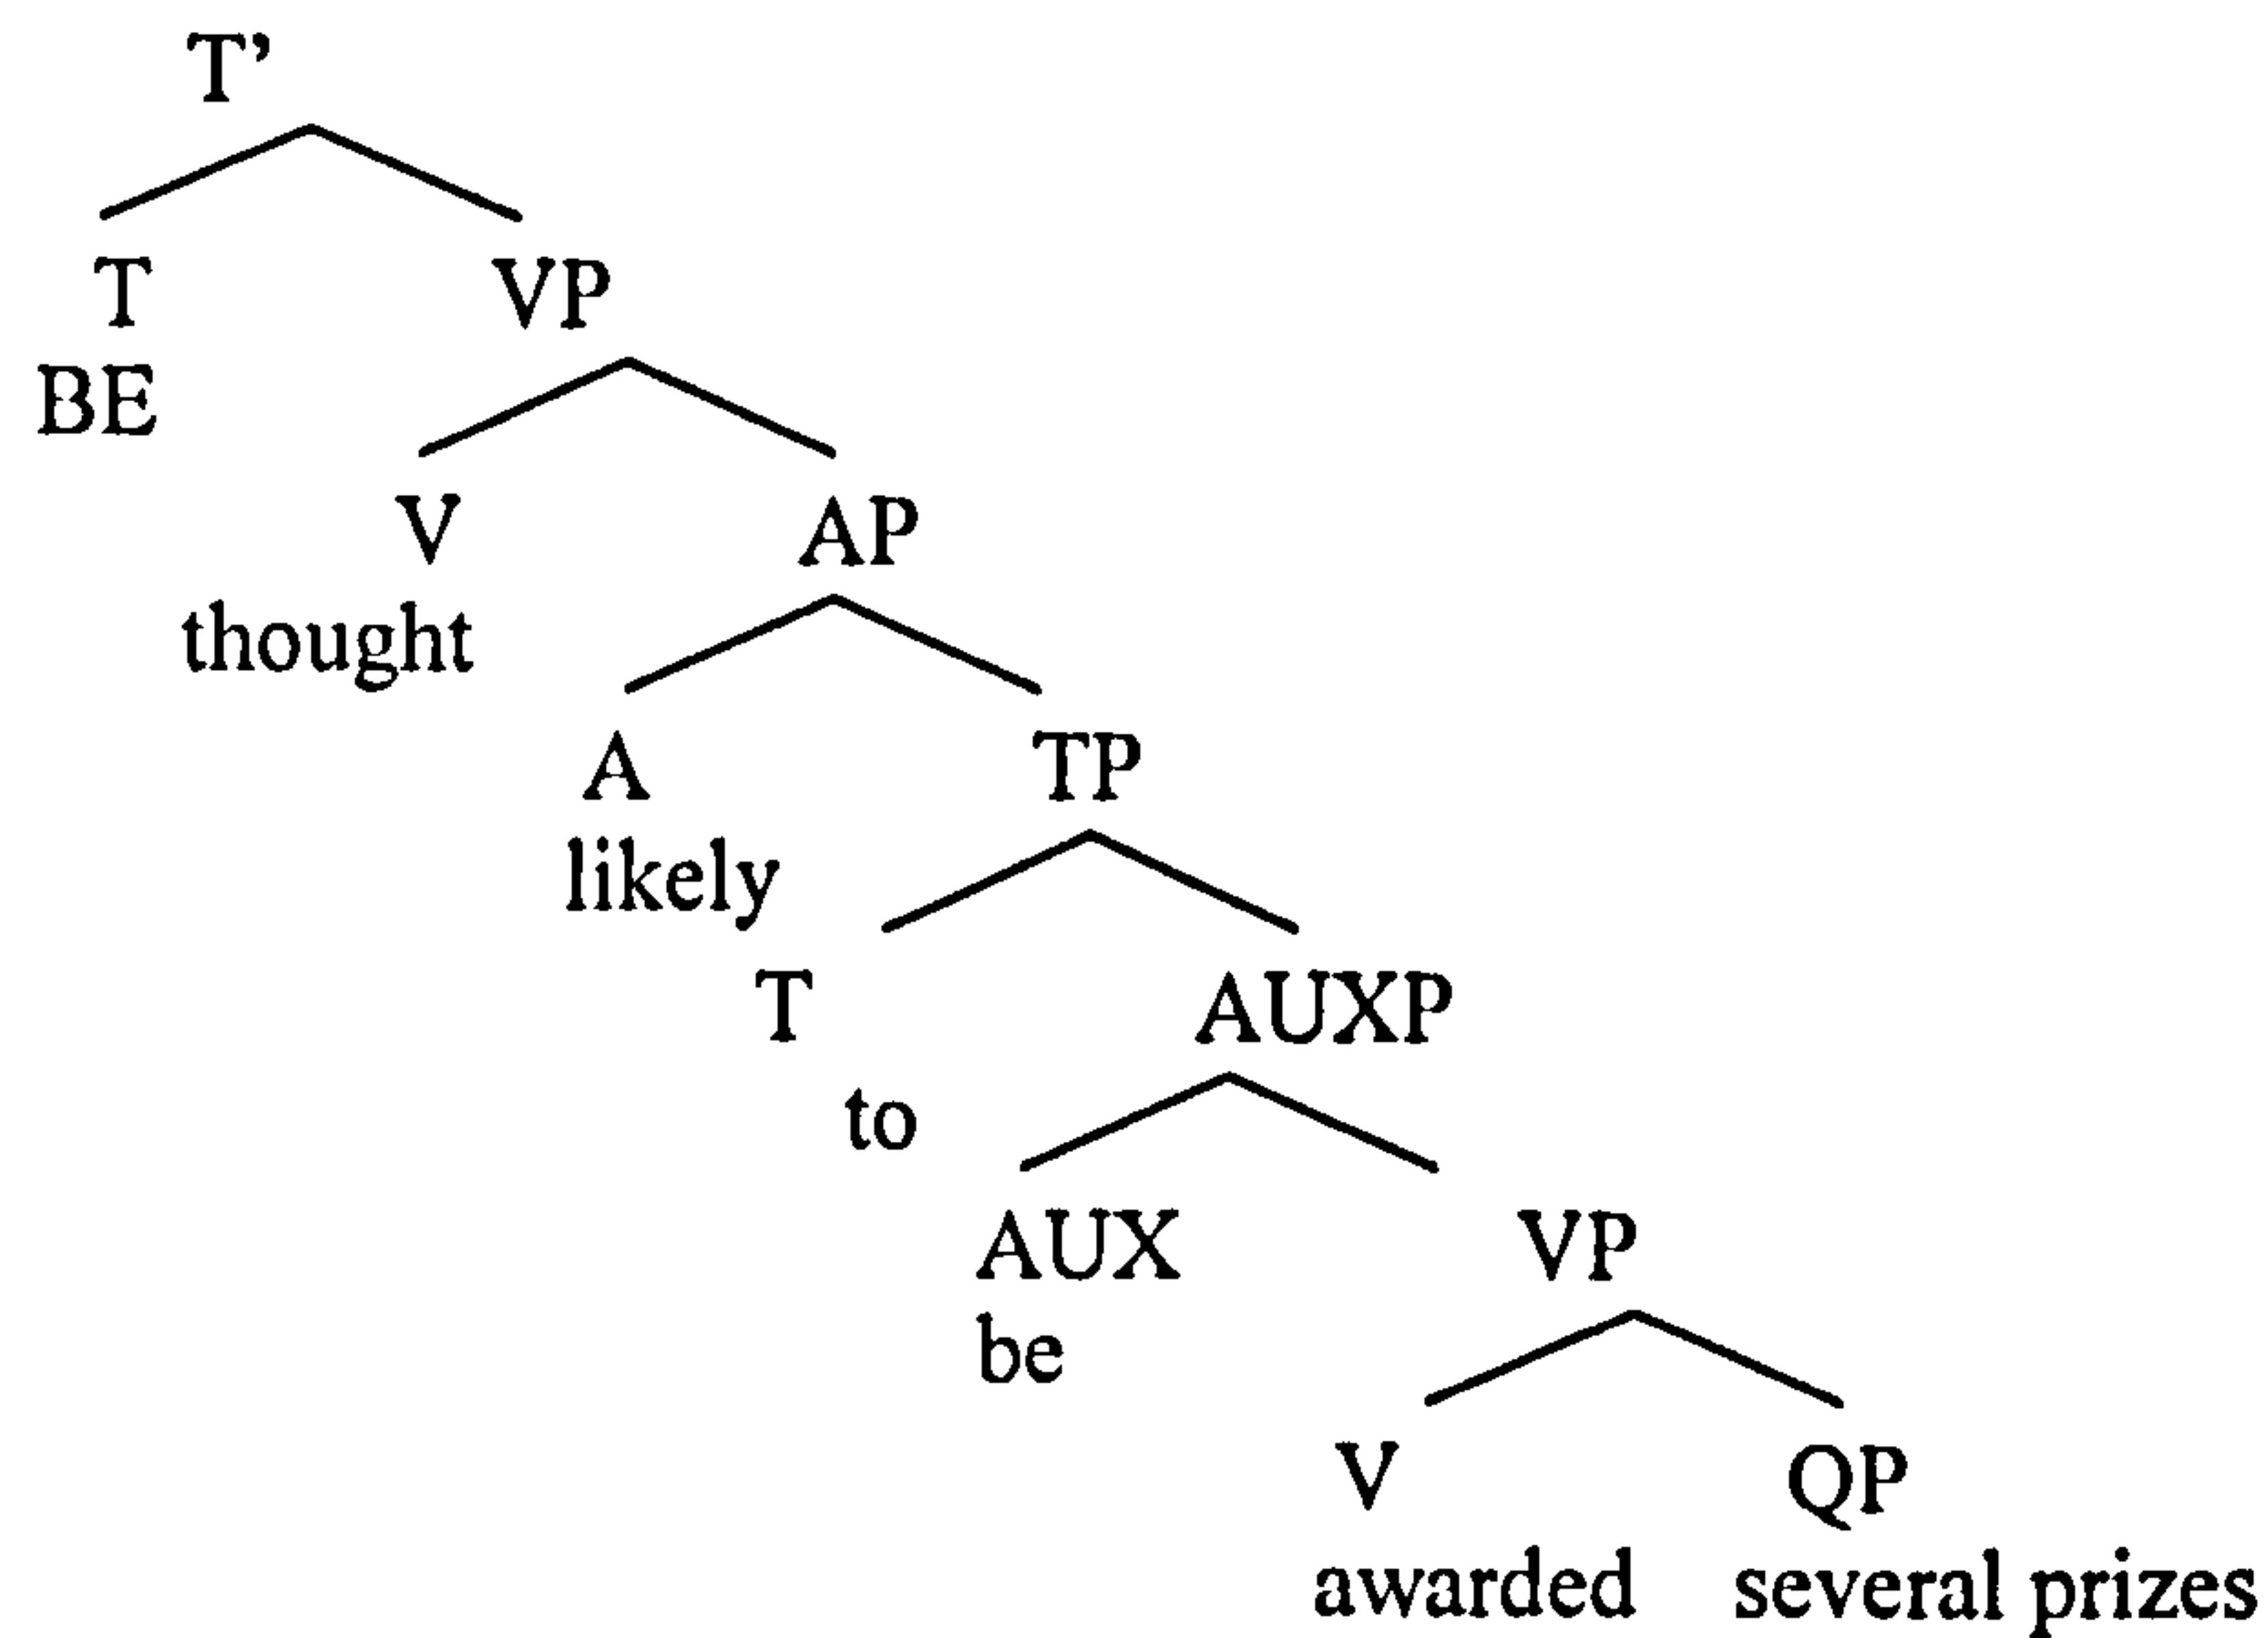 T’
T VP
BE
V AP
thought
A TP
likely
T AUXP
to
AUX VP
be
V QP
awarded several prizes